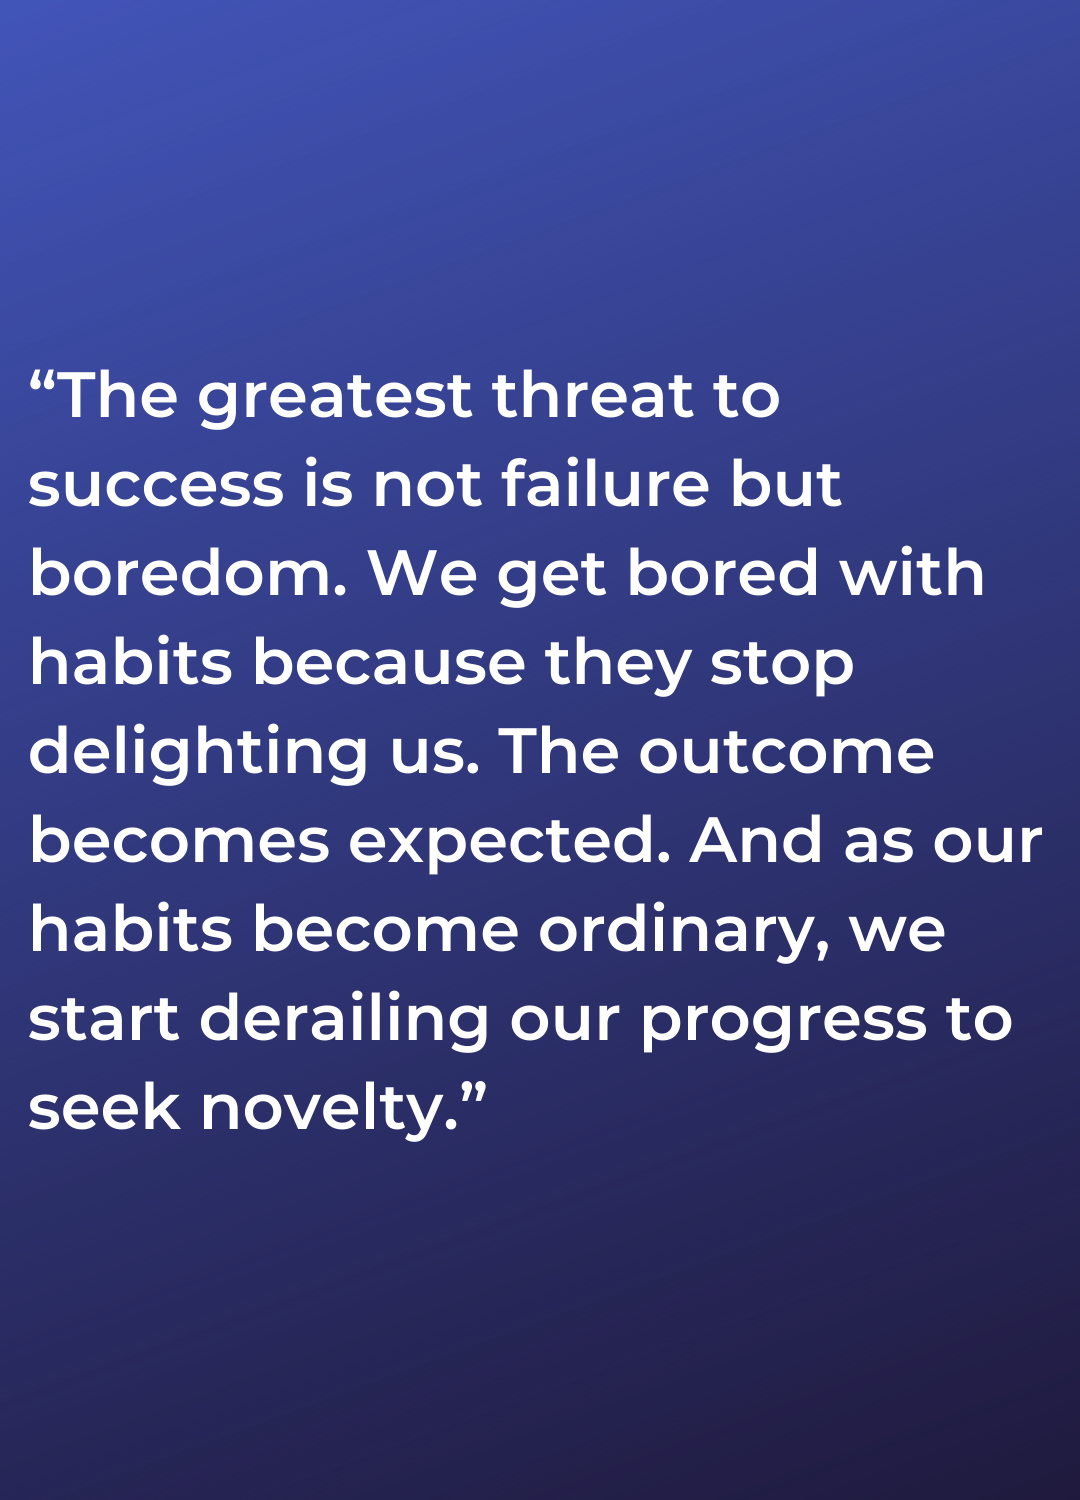 “The greatest threat to
success is not failure but
boredom. We get bored with
habits because they stop
delighting us. The outcome
becomes expected. And as our
habits become ordinary, we
start derailing our progress to
seek novelty.”